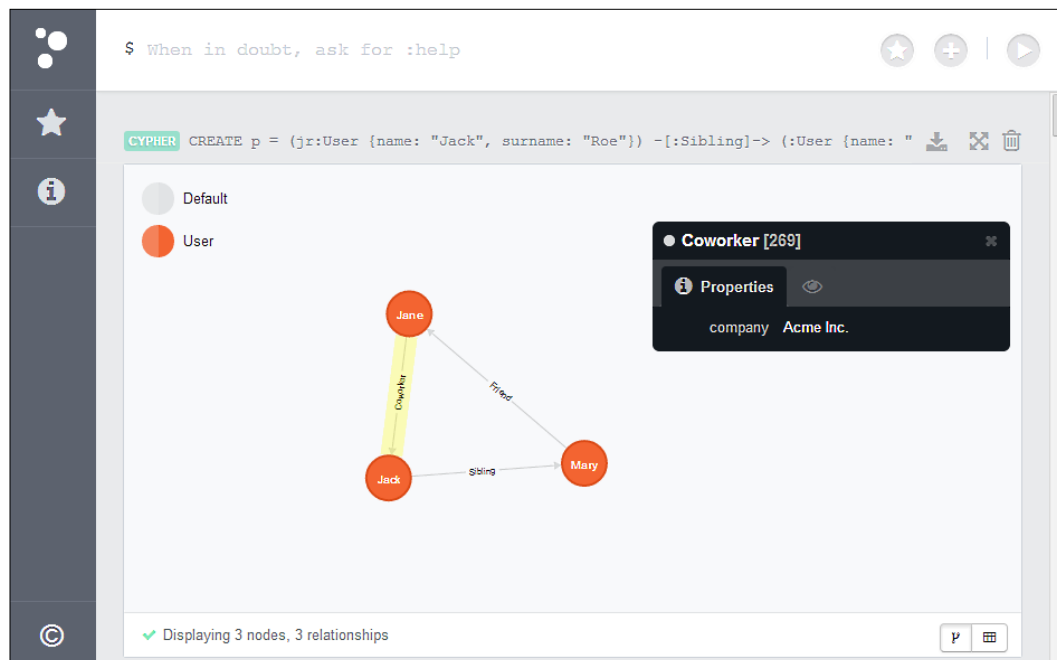 $ When in doubt, ask for :help
CYPHER CREATE p = (jr:User {name: "Jack", surname: "Roe"}) -[:Sibling]-> (:User {name: "
Default
User
Coworker [269]
Properties
company Acme Inc.
Jane
Coworker
Friend
Jack
Sibling
Mary
Displaying 3 nodes, 3 relationships